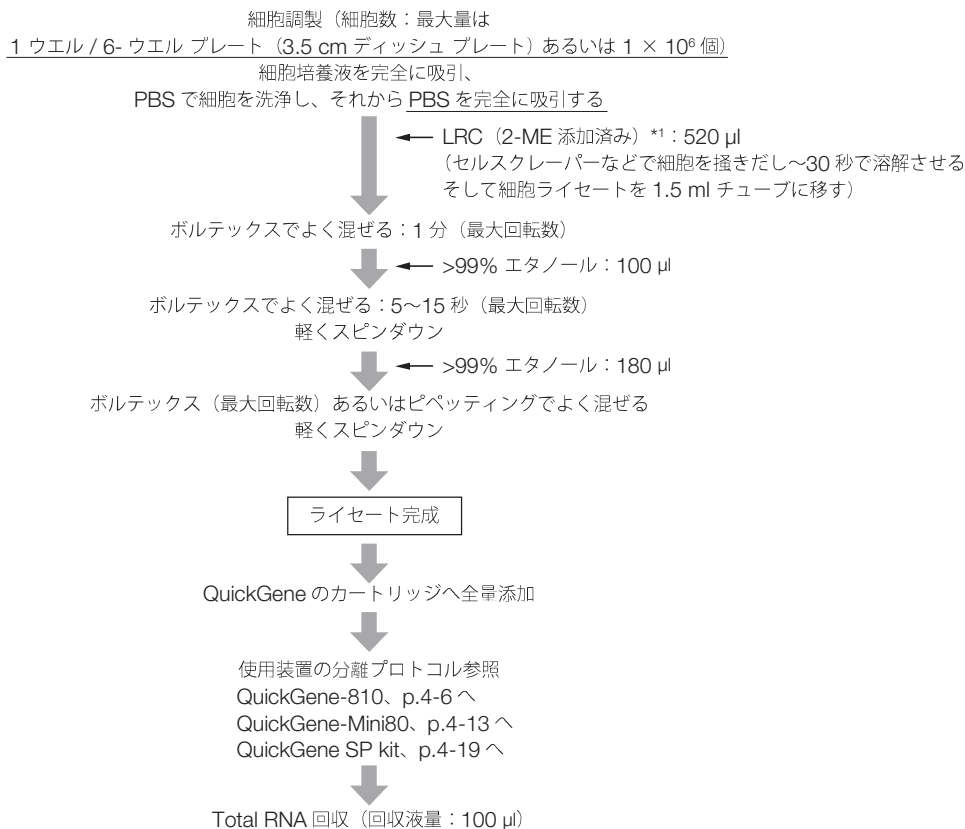 細胞調製（細胞数：最大量は
1 ウエル / 6- ウエル プレート（3.5 cm ディッシュ プレート）あるいは 1 × 10⁶ 個）
細胞培養液を完全に吸引、
PBS で細胞を洗浄し、それから PBS を完全に吸引する
LRC（2-ME 添加済み）*¹：520 µl
（セルスクレーパーなどで細胞を掻きだし～30 秒で溶解させる
そして細胞ライセートを 1.5 ml チューブに移す）
ボルテックスでよく混ぜる：1 分（最大回転数）
>99% エタノール：100 µl
ボルテックスでよく混ぜる：5～15 秒（最大回転数）
軽くスピンダウン
>99% エタノール：180 µl
ボルテックス（最大回転数）あるいはピペッティングでよく混ぜる
軽くスピンダウン
ライセート完成
QuickGene のカートリッジへ全量添加
使用装置の分離プロトコル参照
QuickGene-810、p.4-6 へ
QuickGene-Mini80、p.4-13 へ
QuickGene SP kit、p.4-19 へ
Total RNA 回収（回収液量：100 µl）